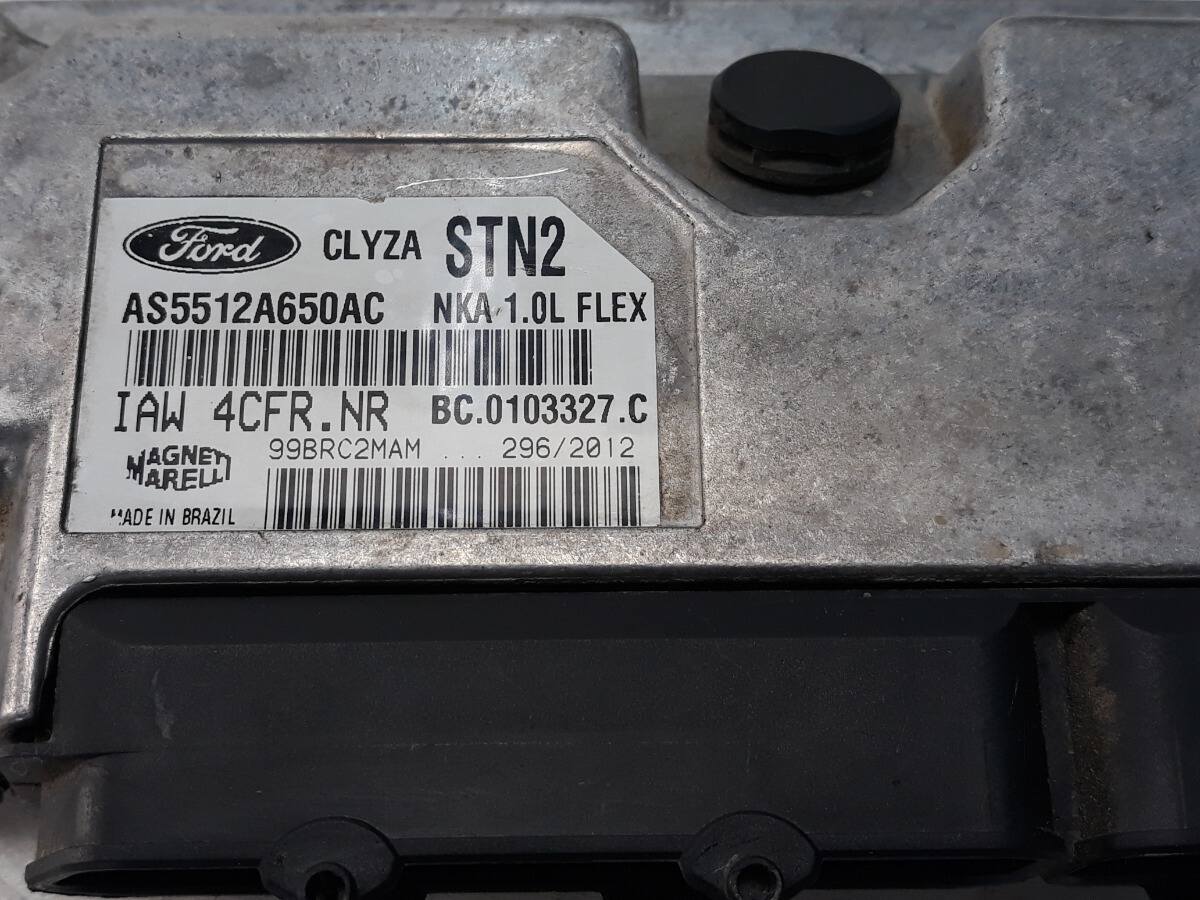 Ford CLYZA STN2
AS5512A650AC NKA 1.0L FLEX
IAW 4CFR.NR BC.0103327.C
99BRC2MAM ... 296/2012
MAGNETI MARELLI
MADE IN BRAZIL